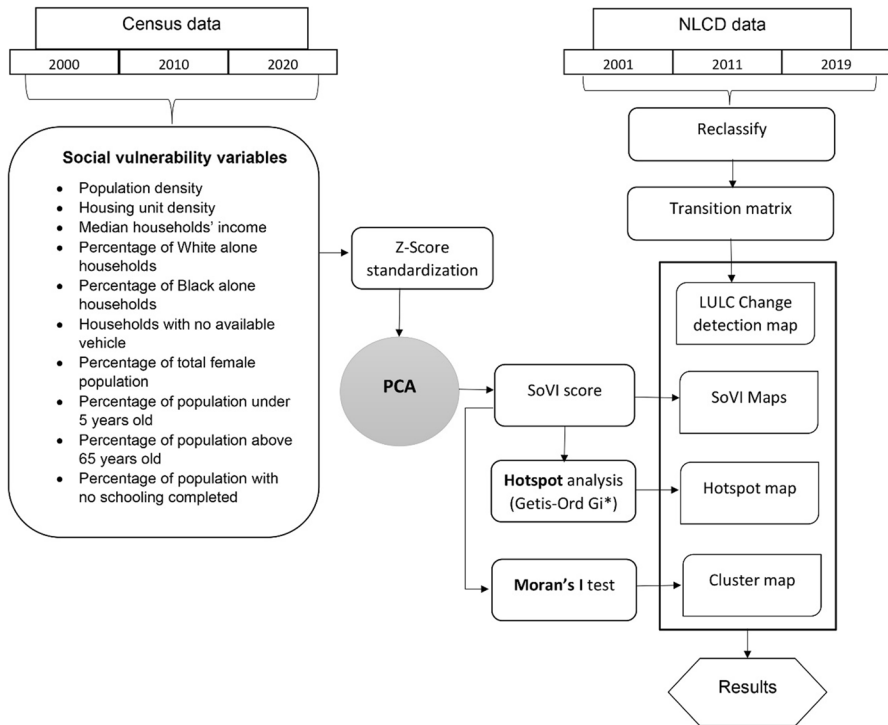 Census data
2000 2010 2020
Social vulnerability variables
• Population density
• Housing unit density
• Median households' income
• Percentage of White alone
households
• Percentage of Black alone
households
• Households with no available
vehicle
• Percentage of total female
population
• Percentage of population under
5 years old
• Percentage of population above
65 years old
• Percentage of population with
no schooling completed
Z-Score
standardization
PCA
SoVI score
Hotspot analysis
(Getis-Ord Gi*)
Moran's I test
NLCD data
2001 2011 2019
Reclassify
Transition matrix
LULC Change
detection map
SoVI Maps
Hotspot map
Cluster map
Results